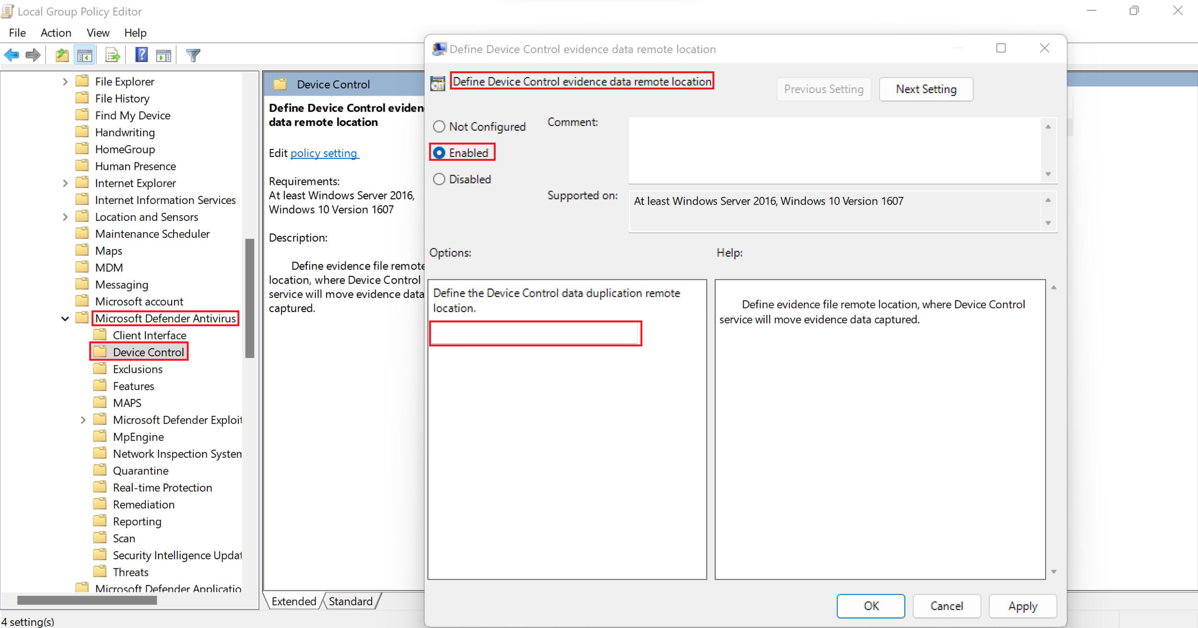 Local Group Policy Editor
File Action View Help
File Explorer
File History
Find My Device
Handwriting
HomeGroup
Human Presence
Internet Explorer
Internet Information Services
Location and Sensors
Maintenance Scheduler
Maps
MDM
Messaging
Microsoft account
Microsoft Defender Antivirus
Client Interface
Device Control
Exclusions
Features
MAPS
Microsoft Defender Exploit
MpEngine
Network Inspection System
Quarantine
Real-time Protection
Remediation
Reporting
Scan
Security Intelligence Updat
Threats
Microsoft Defender Applicatio
4 setting(s)
Device Control
Define Device Control eviden
data remote location
Edit policy setting
Requirements:
At least Windows Server 2016,
Windows 10 Version 1607
Description:
Define evidence file remote
location, where Device Control
service will move evidence data
captured.
Extended Standard
Define Device Control evidence data remote location
Define Device Control evidence data remote location
Previous Setting Next Setting
Not Configured
Enabled
Disabled
Comment:
Supported on:
At least Windows Server 2016, Windows 10 Version 1607
Options:
Help:
Define the Device Control data duplication remote
location.
Define evidence file remote location, where Device Control
service will move evidence data captured.
OK Cancel Apply